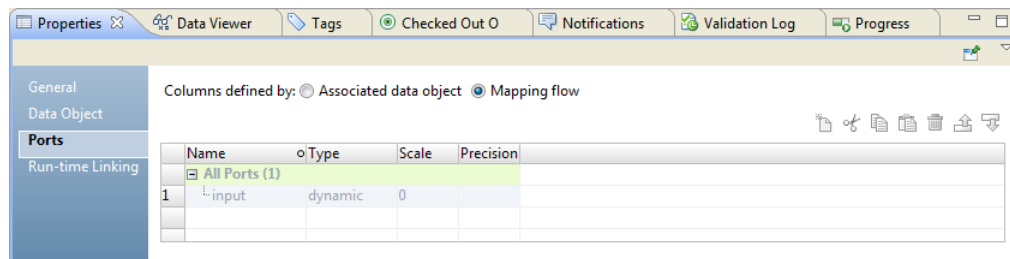 Properties Data Viewer Tags Checked Out O Notifications Validation Log Progress
General
Data Object
Ports
Run-time Linking
Columns defined by: Associated data object Mapping flow
Name Type Scale Precision
All Ports (1)
1 input dynamic 0